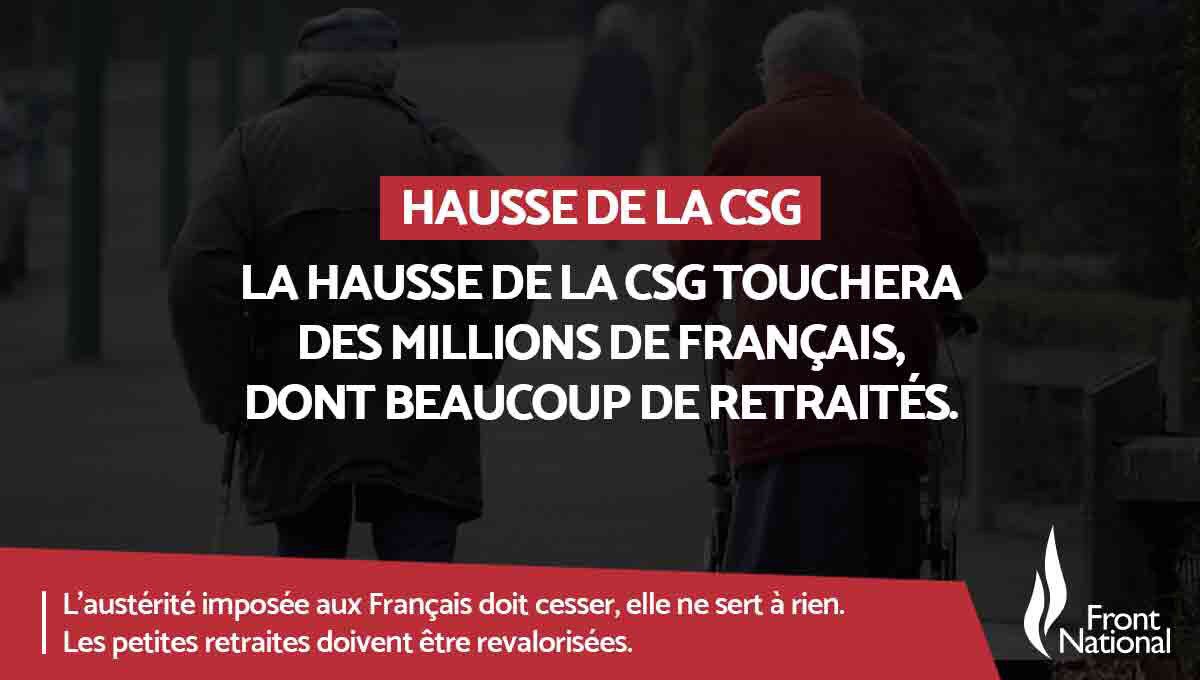 HAUSSE DE LA CSG
LA HAUSSE DE LA CSG TOUCHERA
DES MILLIONS DE FRANÇAIS,
DONT BEAUCOUP DE RETRAITÉS.
L'austérité imposée aux Français doit cesser, elle ne sert à rien.
Les petites retraites doivent être revalorisées.
Front
National